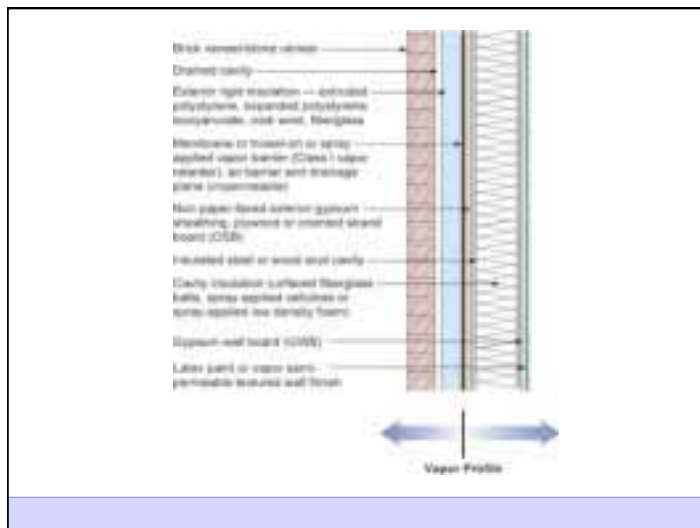 Brick veneer/stone veneer
Drained cavity
Exterior rigid insulation — extruded
polystyrene, expanded polystyrene,
isocyanurate, rock wool, fiberglass
Membrane or trowel-on or spray
applied vapor barrier (Class I vapor
retarder), air barrier and drainage
plane (impermeable)
Non paper-faced exterior gypsum
sheathing, plywood or oriented strand
board (OSB)
Insulated steel or wood stud cavity
Cavity insulation (unfaced fiberglass
batts, spray-applied cellulose or
spray-applied low density foam)
Gypsum wall board (GWB)
Latex paint or vapor semi-
permeable textured wall finish
Vapor Profile